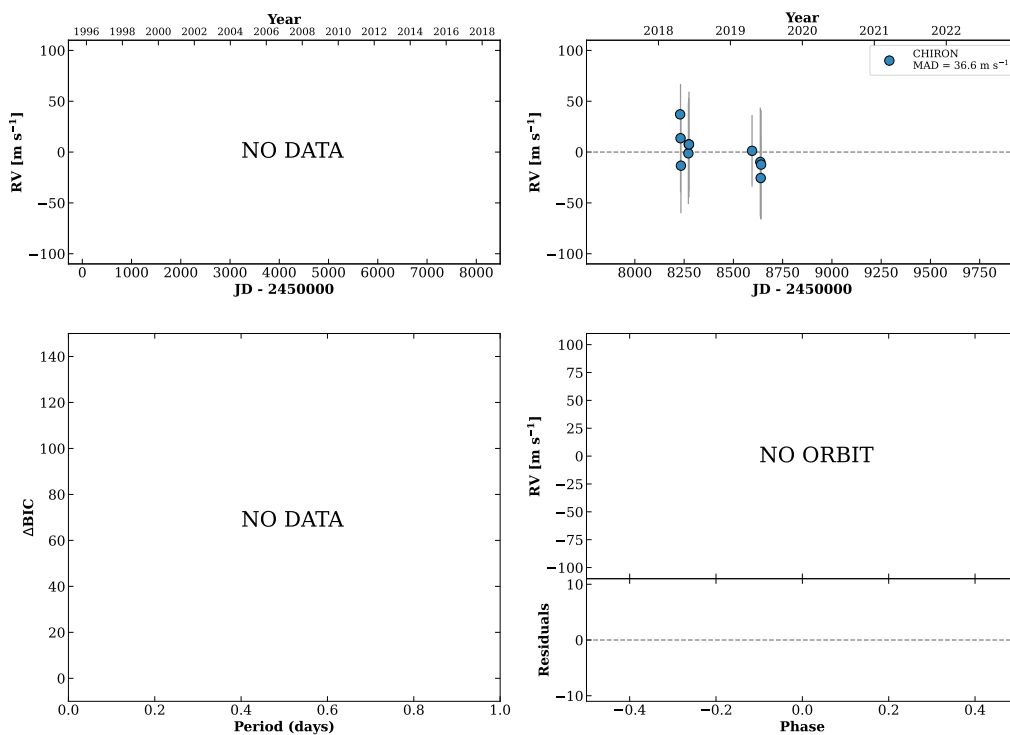 Year
1996 1998 2000 2002 2004 2006 2008 2010 2012 2014 2016 2018
100
50
0
−50
−100
RV [m s⁻¹]
NO DATA
0 1000 2000 3000 4000 5000 6000 7000 8000
JD - 2450000
Year
2018 2019 2020 2021 2022
CHIRON
MAD = 36.6 m s⁻¹
100
50
0
−50
−100
RV [m s⁻¹]
8000 8250 8500 8750 9000 9250 9500 9750
JD - 2450000
140
120
100
80
60
40
20
0
ΔBIC
NO DATA
0.0 0.2 0.4 0.6 0.8 1.0
Period (days)
100
75
50
25
0
−25
−50
−75
−100
RV [m s⁻¹]
NO ORBIT
10
0
−10
Residuals
−0.4 −0.2 0.0 0.2 0.4
Phase